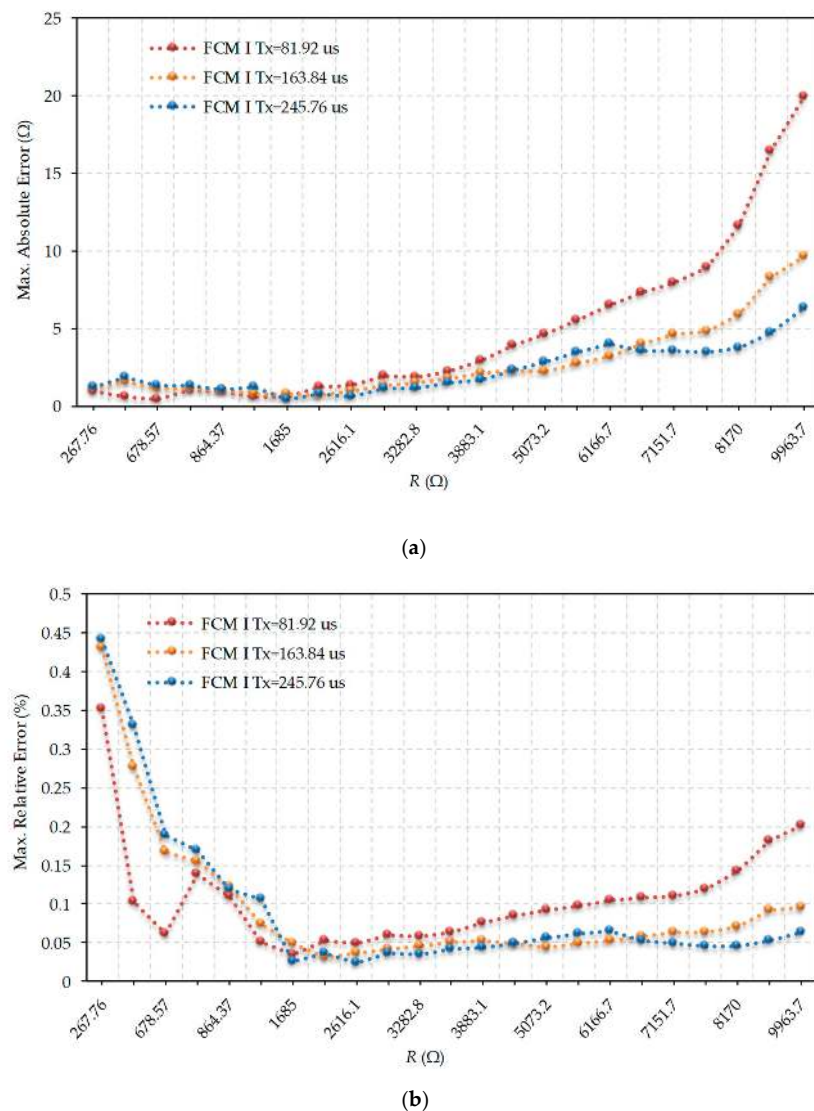 25
20
15
10
5
0
Max. Absolute Error (Ω)
FCM I Tx=81.92 us
FCM I Tx=163.84 us
FCM I Tx=245.76 us
267.76 678.57 864.37 1685 2616.1 3282.8 3883.1 5073.2 6166.7 7151.7 8170 9963.7
R (Ω)
(a)
0.5
0.45
0.4
0.35
0.3
0.25
0.2
0.15
0.1
0.05
0
Max. Relative Error (%)
FCM I Tx=81.92 us
FCM I Tx=163.84 us
FCM I Tx=245.76 us
267.76 678.57 864.37 1685 2616.1 3282.8 3883.1 5073.2 6166.7 7151.7 8170 9963.7
R (Ω)
(b)